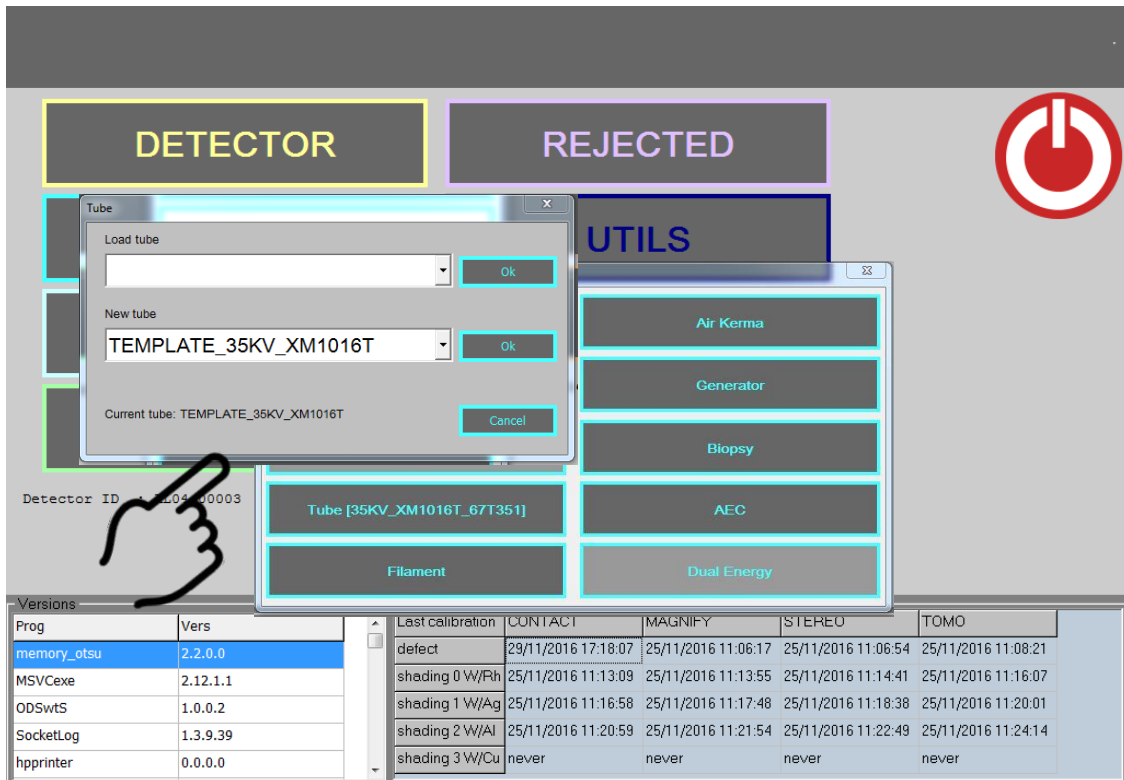 DETECTOR
REJECTED
UTILS
Tube
Load tube
Ok
New tube
TEMPLATE_35KV_XM1016T
Ok
Current tube: TEMPLATE_35KV_XM1016T
Cancel
Air Kerma
Generator
Biopsy
Tube [35KV_XM1016T_67T351]
AEC
Filament
Dual Energy
Detector ID
Versions
Prog Vers
memory_otsu 2.2.0.0
MSVCexe 2.12.1.1
ODSwtS 1.0.0.2
SocketLog 1.3.9.39
hpprinter 0.0.0.0
Last calibration CONTACT MAGNIFY STEREO TOMO
defect 29/11/2016 17:18:07 25/11/2016 11:06:17 25/11/2016 11:06:54 25/11/2016 11:08:21
shading 0 W/Rh 25/11/2016 11:13:09 25/11/2016 11:13:55 25/11/2016 11:14:41 25/11/2016 11:16:07
shading 1 W/Ag 25/11/2016 11:16:58 25/11/2016 11:17:48 25/11/2016 11:18:38 25/11/2016 11:20:01
shading 2 W/Al 25/11/2016 11:20:59 25/11/2016 11:21:54 25/11/2016 11:22:49 25/11/2016 11:24:14
shading 3 W/Cu never never never never